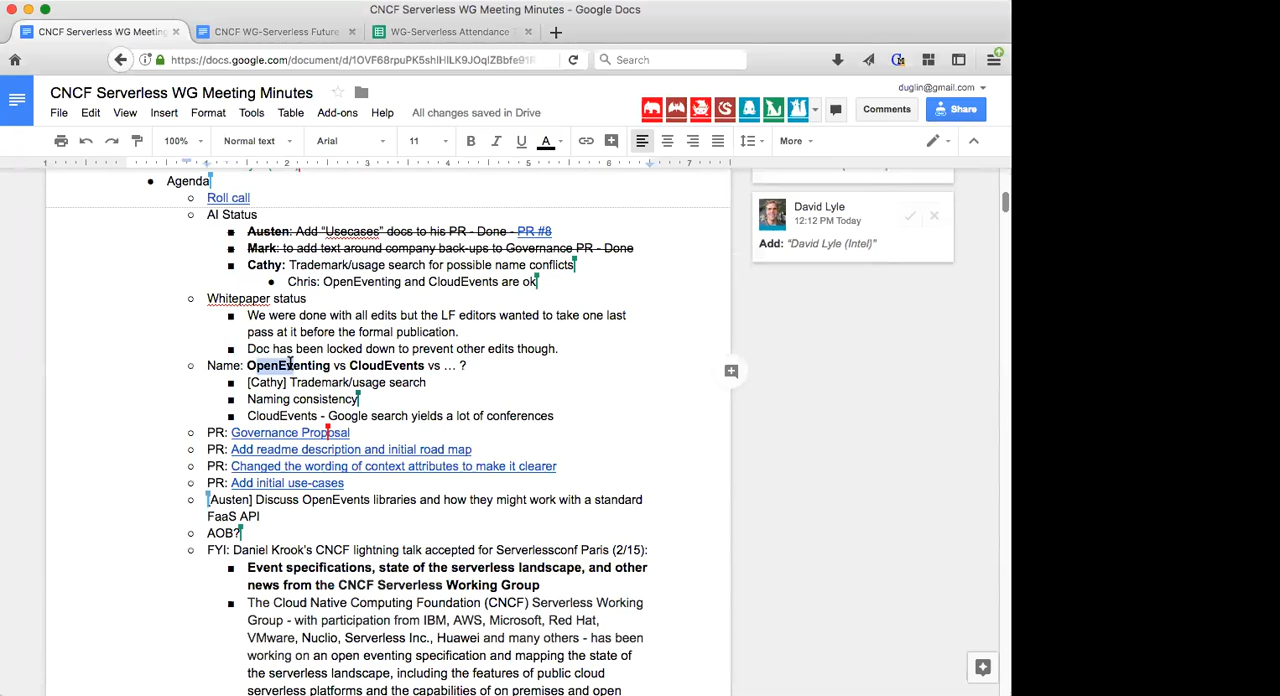 CNCF Serverless WG Meeting Minutes - Google Docs
CNCF Serverless WG Meeting
CNCF WG-Serverless Future
WG-Serverless Attendance
https://docs.google.com/document/d/1OVF68rpuPK5shIHILK9JOqlZBbfe91R
Search
CNCF Serverless WG Meeting Minutes
duglin@gmail.com
File Edit View Insert Format Tools Table Add-ons Help All changes saved in Drive
Comments
Share
100% Normal text Arial 11 B I U A More
1 1 2 3 4 5 6 7
Agenda
Roll call
AI Status
Austen: Add "Usecases" docs to his PR - Done - PR #8
Mark: to add text around company back-ups to Governance PR - Done
Cathy: Trademark/usage search for possible name conflicts
Chris: OpenEventing and CloudEvents are ok
Whitepaper status
We were done with all edits but the LF editors wanted to take one last
pass at it before the formal publication.
Doc has been locked down to prevent other edits though.
Name: OpenEventing vs CloudEvents vs … ?
[Cathy] Trademark/usage search
Naming consistency
CloudEvents - Google search yields a lot of conferences
PR: Governance Proposal
PR: Add readme description and initial road map
PR: Changed the wording of context attributes to make it clearer
PR: Add initial use-cases
[Austen] Discuss OpenEvents libraries and how they might work with a standard
FaaS API
AOB?
FYI: Daniel Krook's CNCF lightning talk accepted for Serverlessconf Paris (2/15):
Event specifications, state of the serverless landscape, and other
news from the CNCF Serverless Working Group
The Cloud Native Computing Foundation (CNCF) Serverless Working
Group - with participation from IBM, AWS, Microsoft, Red Hat,
VMware, Nuclio, Serverless Inc., Huawei and many others - has been
working on an open eventing specification and mapping the state of
the serverless landscape, including the features of public cloud
serverless platforms and the capabilities of on premises and open
David Lyle
12:12 PM Today
Add: "David Lyle (Intel)"